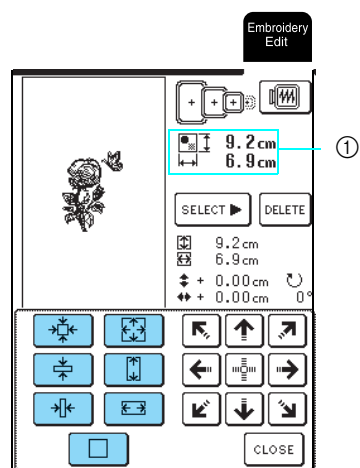 Embroidery
Edit
9.2cm
6.9cm
①
SELECT ▶
DELETE
9.2cm
6.9cm
+ 0.00cm
+ 0.00cm 0°
CLOSE